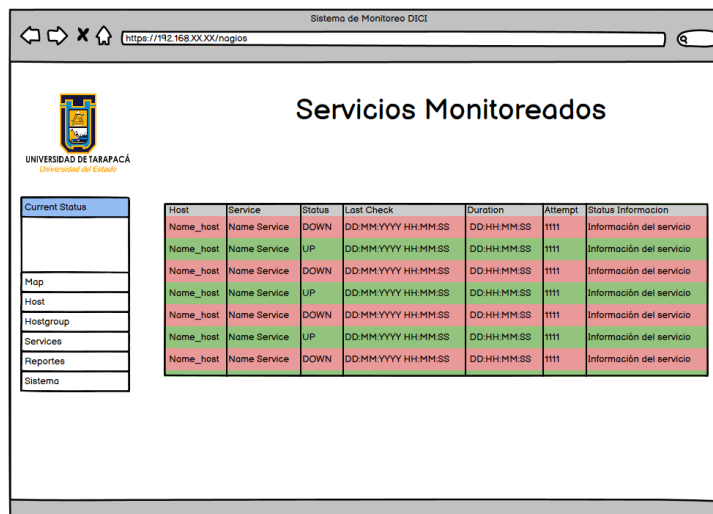 Sistema de Monitoreo DICI
https://192.168.XX.XX/nagios
Servicios Monitoreados
UNIVERSIDAD DE TARAPACÁ
Universidad del Estado
Current Status
Map
Host
Hostgroup
Services
Reportes
Sistema
Host Service Status Last Check Duration Attempt Status Informacion
Name_host Name Service DOWN DD:MM:YYYY HH:MM:SS DD:HH:MM:SS 1111 Información del servicio
Name_host Name Service UP DD:MM:YYYY HH:MM:SS DD:HH:MM:SS 1111 Información del servicio
Name_host Name Service DOWN DD:MM:YYYY HH:MM:SS DD:HH:MM:SS 1111 Información del servicio
Name_host Name Service UP DD:MM:YYYY HH:MM:SS DD:HH:MM:SS 1111 Información del servicio
Name_host Name Service DOWN DD:MM:YYYY HH:MM:SS DD:HH:MM:SS 1111 Información del servicio
Name_host Name Service UP DD:MM:YYYY HH:MM:SS DD:HH:MM:SS 1111 Información del servicio
Name_host Name Service DOWN DD:MM:YYYY HH:MM:SS DD:HH:MM:SS 1111 Información del servicio